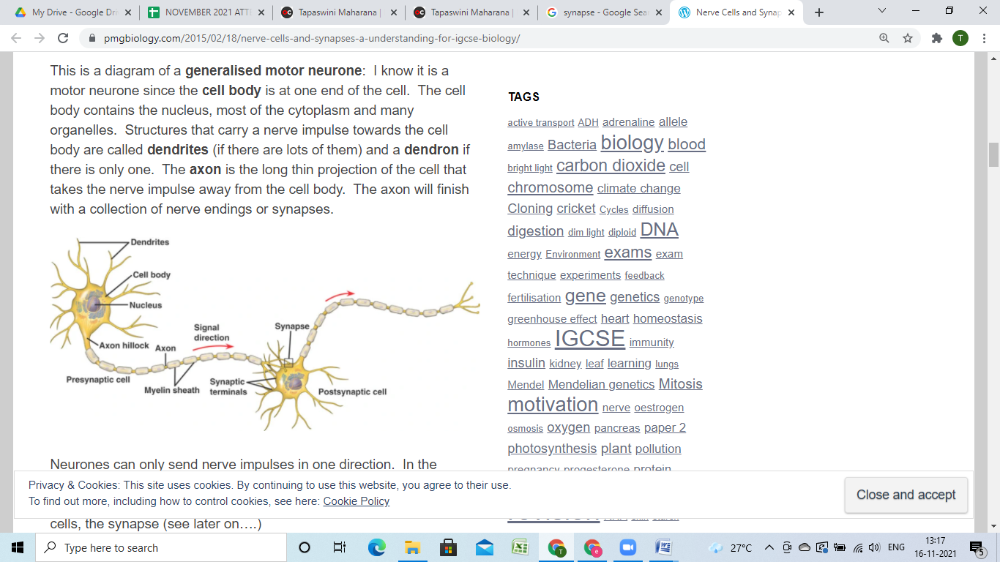 My Drive - Google Dri
NOVEMBER 2021 ATTE
Tapaswini Maharana |
Tapaswini Maharana |
synapse - Google Sear
Nerve Cells and Synap
pmgbiology.com/2015/02/18/nerve-cells-and-synapses-a-understanding-for-igcse-biology/
T
This is a diagram of a generalised motor neurone: I know it is a
motor neurone since the cell body is at one end of the cell. The cell
body contains the nucleus, most of the cytoplasm and many
organelles. Structures that carry a nerve impulse towards the cell
body are called dendrites (if there are lots of them) and a dendron if
there is only one. The axon is the long thin projection of the cell that
takes the nerve impulse away from the cell body. The axon will finish
with a collection of nerve endings or synapses.
Dendrites
Cell body
Nucleus
Axon hillock
Axon
Signal
direction
Synapse
Presynaptic cell
Myelin sheath
Synaptic
terminals
Postsynaptic cell
Neurones can only send nerve impulses in one direction. In the
cells, the synapse (see later on….)
TAGS
active transport ADH adrenaline allele
amylase Bacteria biology blood
bright light carbon dioxide cell
chromosome climate change
Cloning cricket Cycles diffusion
digestion dim light diploid DNA
energy Environment exams exam
technique experiments feedback
fertilisation gene genetics genotype
greenhouse effect heart homeostasis
hormones IGCSE immunity
insulin kidney leaf learning lungs
Mendel Mendelian genetics Mitosis
motivation nerve oestrogen
osmosis oxygen pancreas paper 2
photosynthesis plant pollution
pregnancy progesterone protein
Privacy & Cookies: This site uses cookies. By continuing to use this website, you agree to their use.
To find out more, including how to control cookies, see here: Cookie Policy
Close and accept
Type here to search
27°C
ENG
13:17
16-11-2021
5